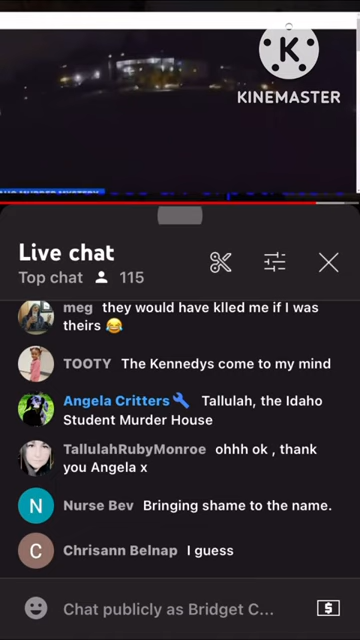 K
KINEMASTER
Live chat
Top chat 115
meg they would have klled me if I was
theirs 😂
TOOTY The Kennedys come to my mind
Angela Critters Tallulah, the Idaho
Student Murder House
TallulahRubyMonroe ohhh ok , thank
you Angela x
N Nurse Bev Bringing shame to the name.
C Chrisann Belnap I guess
Chat publicly as Bridget C...
$